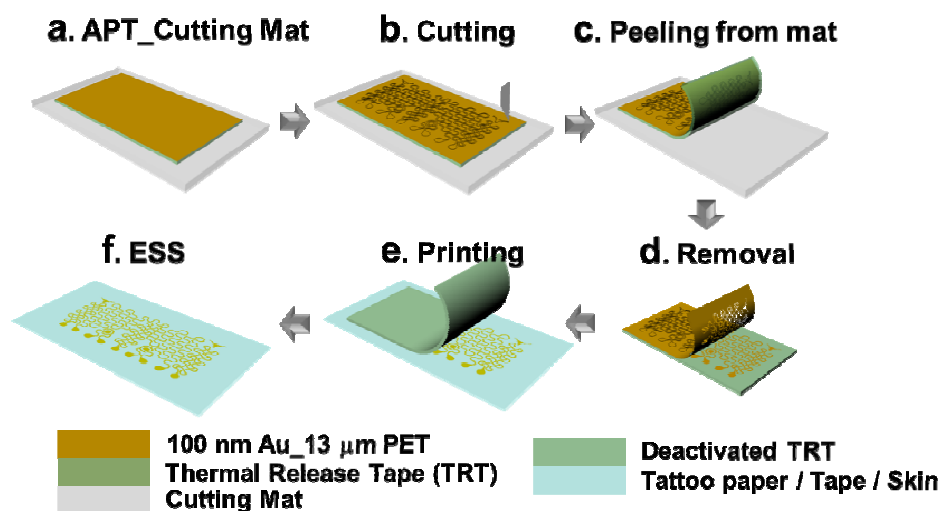 a. APT_Cutting Mat
b. Cutting
c. Peeling from mat
f. ESS
e. Printing
d. Removal
100 nm Au_13 μm PET
Thermal Release Tape (TRT)
Cutting Mat
Deactivated TRT
Tattoo paper / Tape / Skin